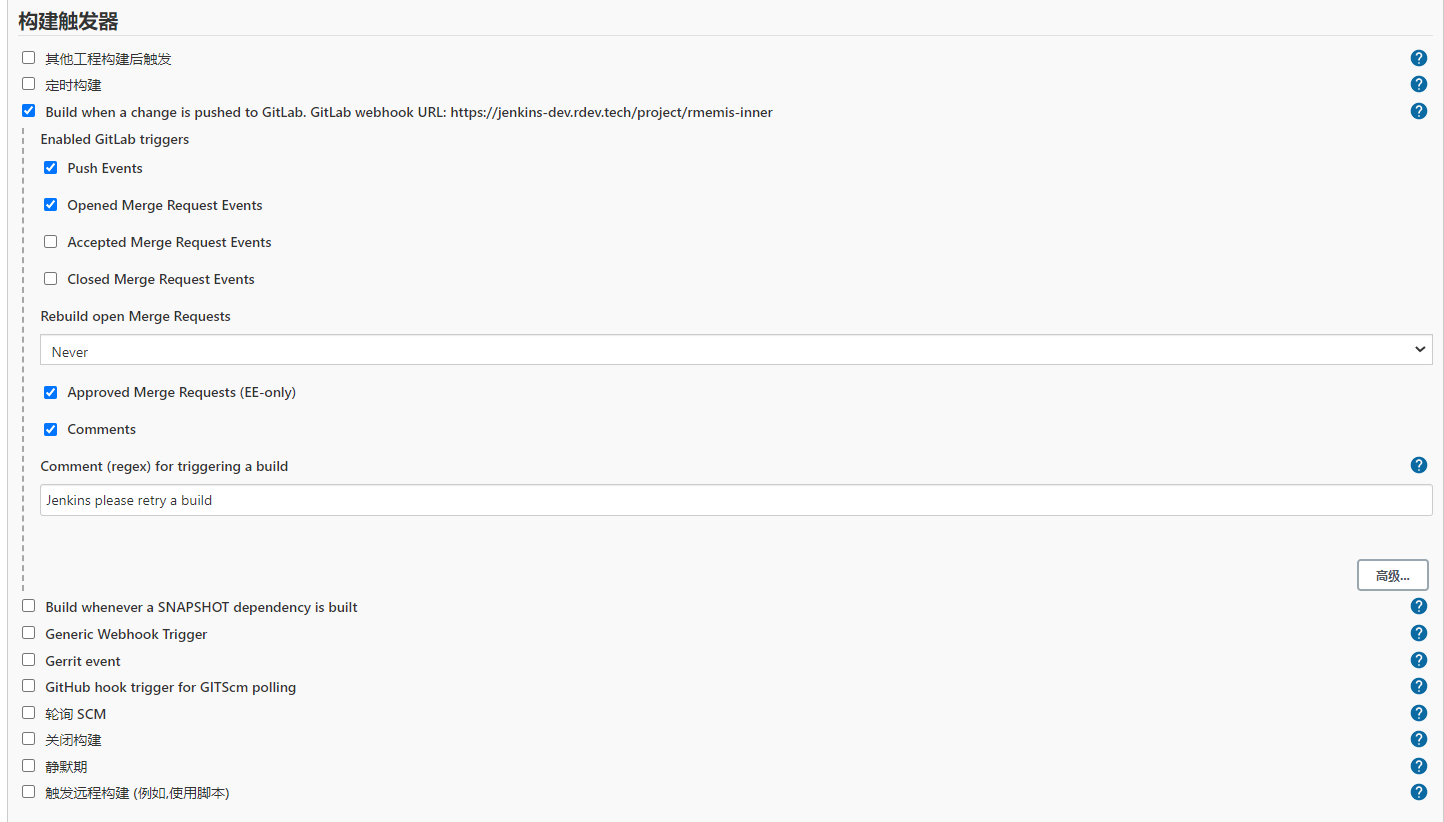 构建触发器
其他工程构建后触发
定时构建
Build when a change is pushed to GitLab. GitLab webhook URL: https://jenkins-dev.rdev.tech/project/rmemis-inner
Enabled GitLab triggers
Push Events
Opened Merge Request Events
Accepted Merge Request Events
Closed Merge Request Events
Rebuild open Merge Requests
Never
Approved Merge Requests (EE-only)
Comments
Comment (regex) for triggering a build
Jenkins please retry a build
高级...
Build whenever a SNAPSHOT dependency is built
Generic Webhook Trigger
Gerrit event
GitHub hook trigger for GITScm polling
轮询 SCM
关闭构建
静默期
触发远程构建 (例如,使用脚本)